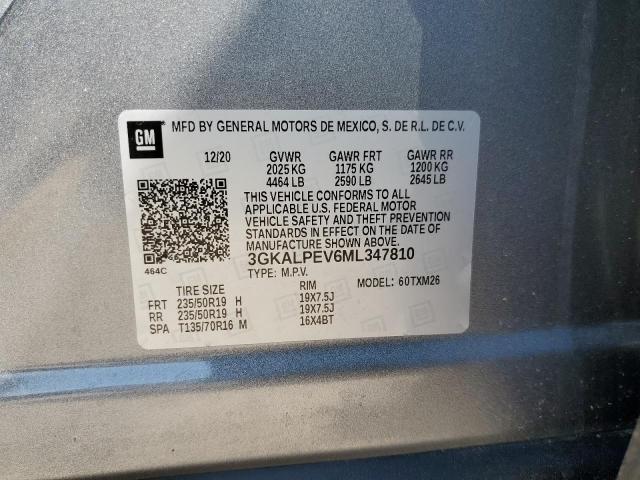 GM MFD BY GENERAL MOTORS DE MEXICO, S. DE R.L. DE C.V.
12/20 GVWR GAWR FRT GAWR RR
2025 KG 1175 KG 1200 KG
4464 LB 2590 LB 2645 LB
THIS VEHICLE CONFORMS TO ALL
APPLICABLE U.S. FEDERAL MOTOR
VEHICLE SAFETY AND THEFT PREVENTION
STANDARDS IN EFFECT ON THE DATE OF
MANUFACTURE SHOWN ABOVE.
464C 3GKALPEV6ML347810
TYPE: M.P.V.
TIRE SIZE RIM MODEL: 60TXM26
FRT 235/50R19 H 19X7.5J
RR 235/50R19 H 19X7.5J
SPA T135/70R16 M 16X4BT